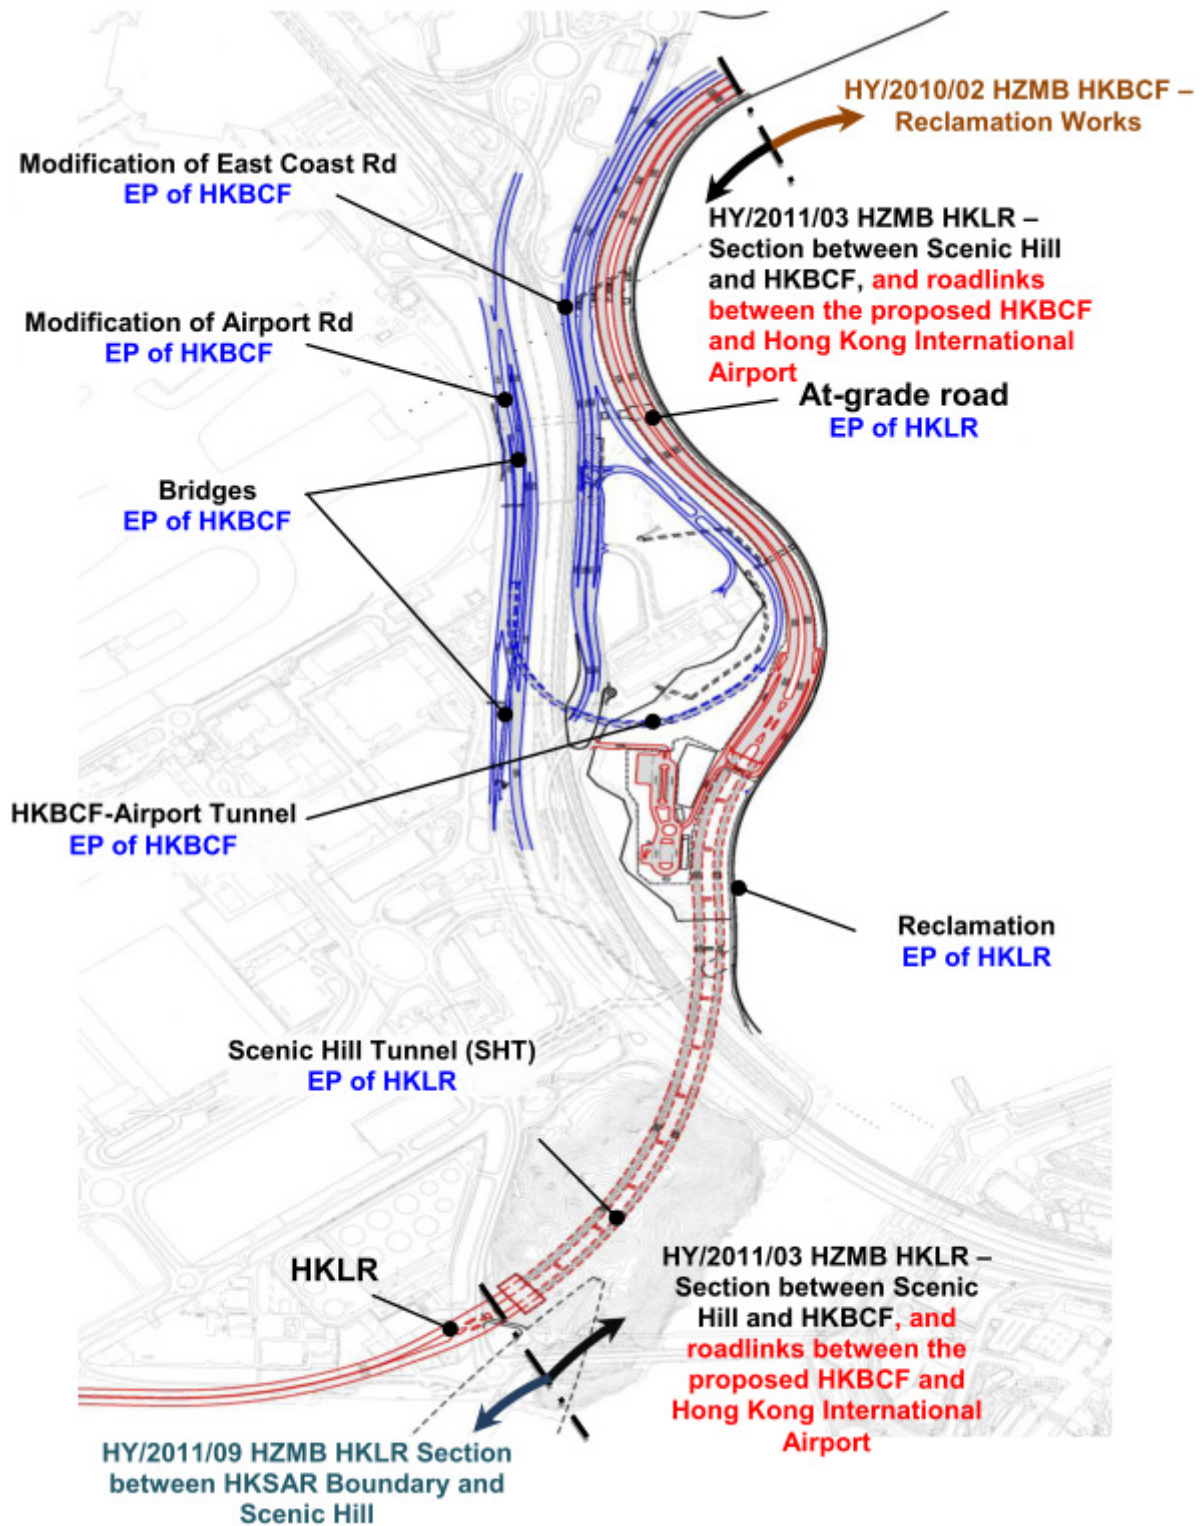 HY/2010/02 HZMB HKBCF –
Reclamation Works
Modification of East Coast Rd
EP of HKBCF
HY/2011/03 HZMB HKLR –
Section between Scenic Hill
and HKBCF, and roadlinks
between the proposed HKBCF
and Hong Kong International
Airport
Modification of Airport Rd
EP of HKBCF
At-grade road
EP of HKLR
Bridges
EP of HKBCF
HKBCF-Airport Tunnel
EP of HKBCF
Reclamation
EP of HKLR
Scenic Hill Tunnel (SHT)
EP of HKLR
HKLR
HY/2011/03 HZMB HKLR –
Section between Scenic
Hill and HKBCF, and
roadlinks between the
proposed HKBCF and
Hong Kong International
Airport
HY/2011/09 HZMB HKLR Section
between HKSAR Boundary and
Scenic Hill